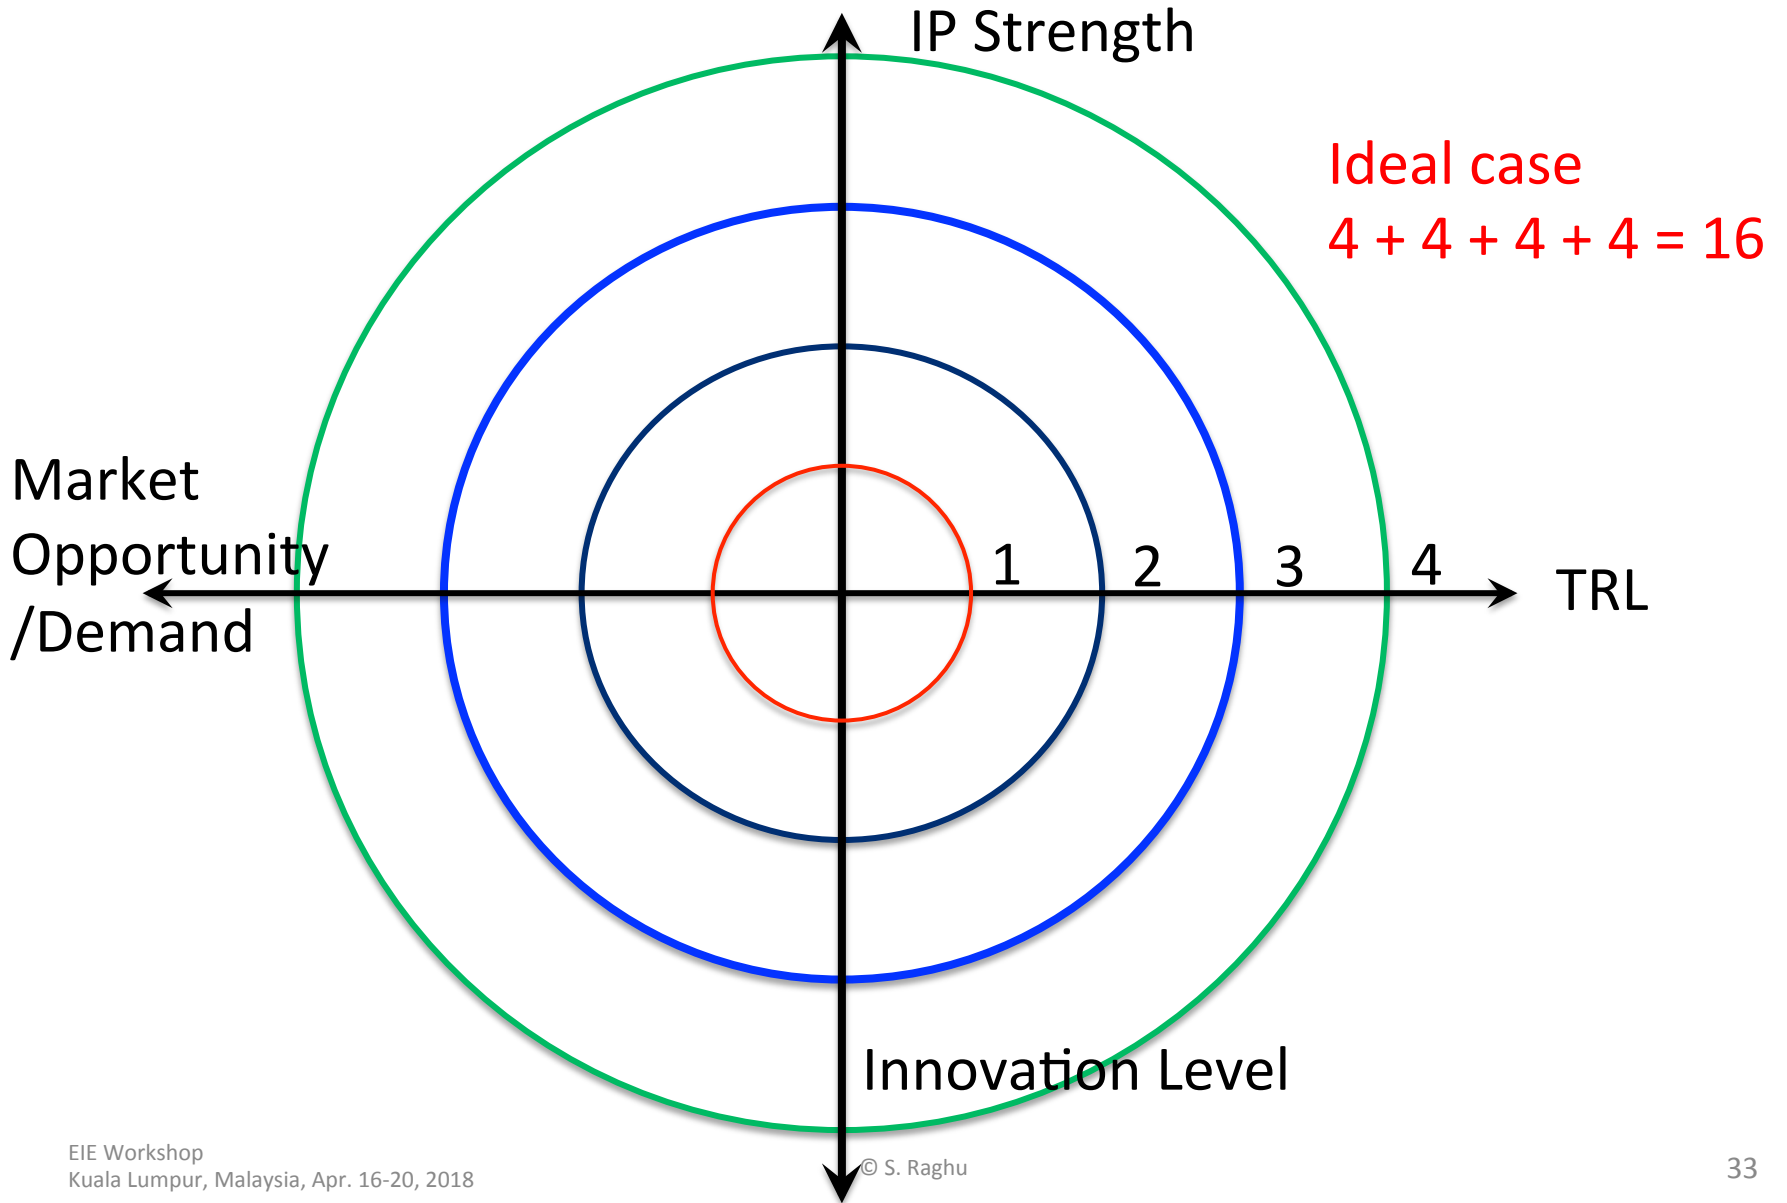 IP Strength
Ideal case
4 + 4 + 4 + 4 = 16
Market
Opportunity
/Demand
1 2 3 4
TRL
Innovation Level
EIE Workshop
Kuala Lumpur, Malaysia, Apr. 16-20, 2018
© S. Raghu
33